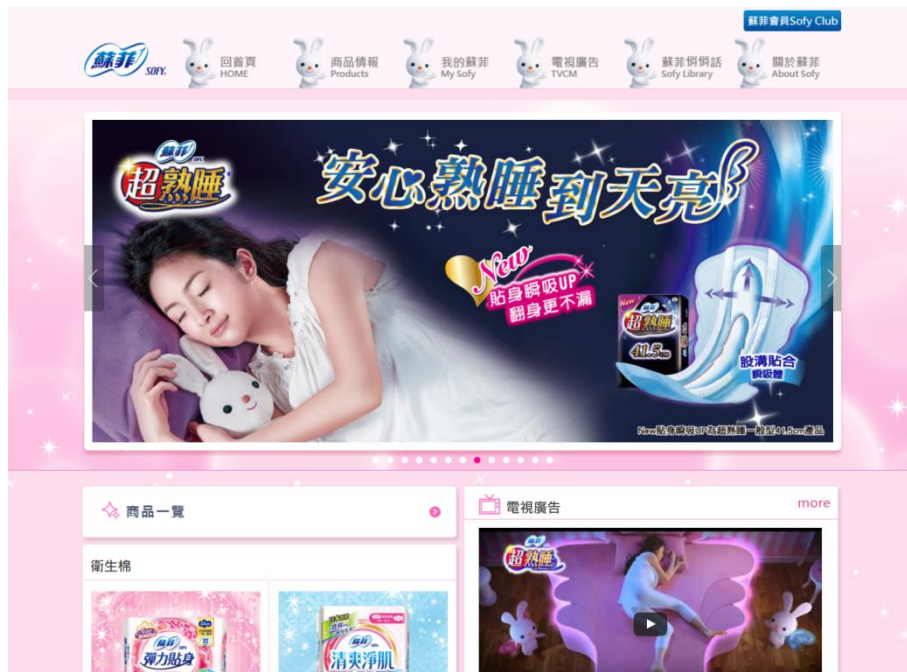 蘇菲會員Sofy Club
蘇菲 SOFY.
回首頁
HOME
商品情報
Products
我的蘇菲
My Sofy
電視廣告
TVCM
蘇菲悄悄話
Sofy Library
關於蘇菲
About Sofy
蘇菲
超熟睡
安心熟睡到天亮
New
貼身瞬吸UP
翻身更不漏
New
蘇菲
超熟睡
41.5cm
股溝貼合
瞬吸體
New貼身瞬吸UP為超熟睡一般型41.5cm產品
商品一覽
電視廣告
more
衛生棉
蘇菲
超熟睡
蘇菲
彈力貼身
蘇菲
清爽淨肌